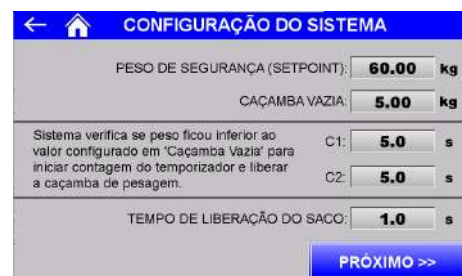 CONFIGURAÇÃO DO SISTEMA
PESO DE SEGURANÇA (SETPOINT): 60.00 kg
CAÇAMBA VAZIA: 5.00 kg
Sistema verifica se peso ficou inferior ao
valor configurado em 'Caçamba Vazia' para
iniciar contagem do temporizador e liberar
a caçamba de pesagem.
C1: 5.0 s
C2: 5.0 s
TEMPO DE LIBERAÇÃO DO SACO: 1.0 s
PRÓXIMO >>